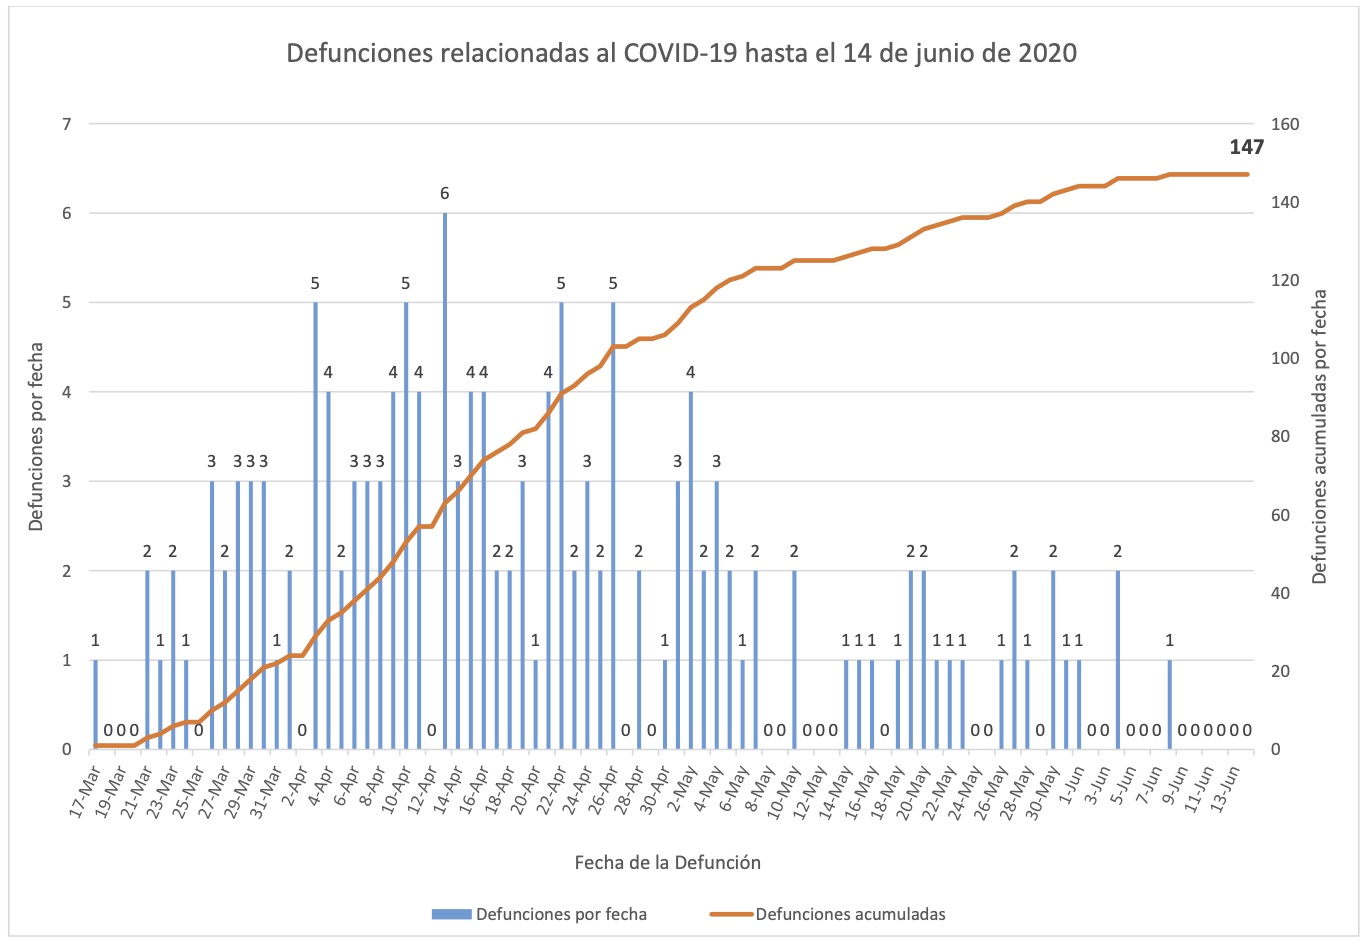 Defunciones relacionadas al COVID-19 hasta el 14 de junio de 2020
Defunciones por fecha
7
6
5
4
3
2
1
0
147
6
5 5 5 5
4 4 4 4 4 4 4
3 3 3 3 3 3 3 3 3 3 3 3
2 2 2 2 2 2 2 2 2 2 2 2 2 2 2 2 2 2 2
1 1 1 1 1 1 1 1 1 1 1 1 1 1 1 1 1 1 1
0 0 0 0 0 0 0 0 0 0 0 0 0 0 0 0 0 0 0 0 0 0 0 0 0 0 0
160
140
120
100
80
60
40
20
0
Defunciones acumuladas por fecha
17-Mar 19-Mar 21-Mar 23-Mar 25-Mar 27-Mar 29-Mar 31-Mar 2-Apr 4-Apr 6-Apr 8-Apr 10-Apr 12-Apr 14-Apr 16-Apr 18-Apr 20-Apr 22-Apr 24-Apr 26-Apr 28-Apr 30-Apr 2-May 4-May 6-May 8-May 10-May 12-May 14-May 16-May 18-May 20-May 22-May 24-May 26-May 28-May 30-May 1-Jun 3-Jun 5-Jun 7-Jun 9-Jun 11-Jun 13-Jun
Fecha de la Defunción
Defunciones por fecha Defunciones acumuladas